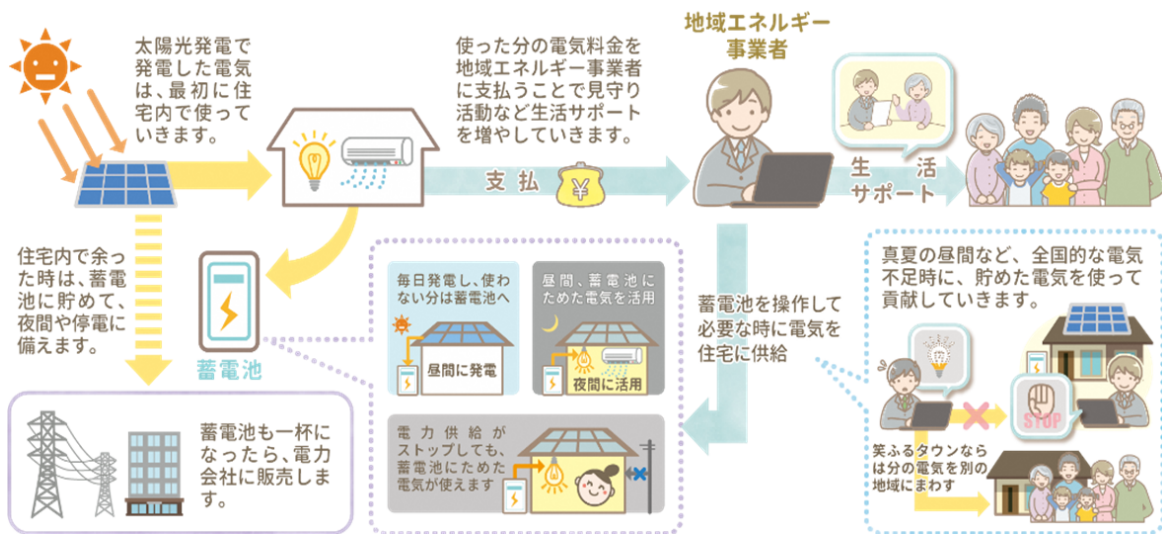 太陽光発電で
発電した電気
は、最初に住
宅内で使って
いきます。
使った分の電気料金を
地域エネルギー事業者
に支払うことで見守り
活動など生活サポート
を増やしていきます。
地域エネルギー
事業者
支払
¥
生活
サポート
住宅内で余っ
た時は、蓄電
池に貯めて、
夜間や停電に
備えます。
蓄電池
毎日発電し、使わ
ない分は蓄電池へ
昼間に発電
昼間、蓄電池に
ためた電気を活用
夜間に活用
電力供給が
ストップしても、
蓄電池にためた
電気が使えます
蓄電池を操作して
必要な時に電気を
住宅に供給
真夏の昼間など、全国的な電気
不足時に、貯めた電気を使って
貢献していきます。
STOP
笑ふるタウンなら
は分の電気を別の
地域にまわす
蓄電池も一杯に
なったら、電力
会社に販売しま
す。